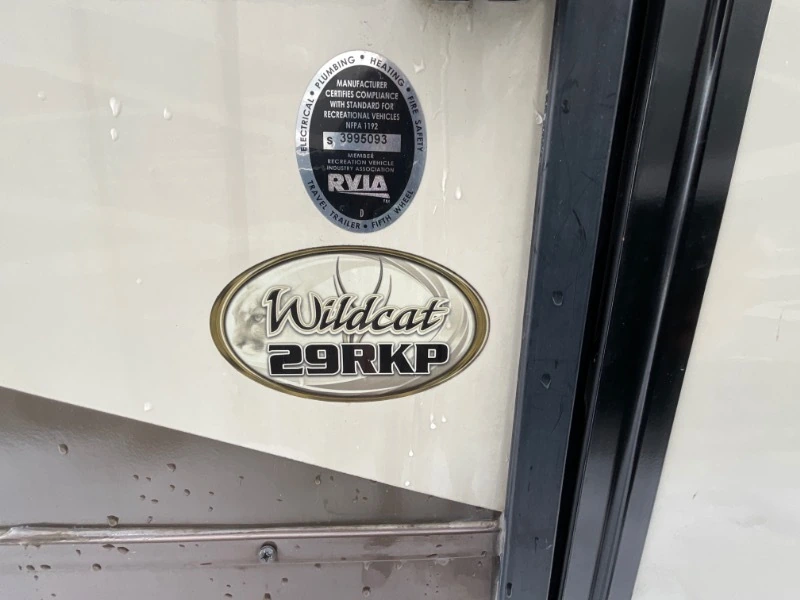 ELECTRICAL • PLUMBING • HEATING • FIRE SAFETY
MANUFACTURER
CERTIFIES COMPLIANCE
WITH STANDARD FOR
RECREATIONAL VEHICLES
NFPA 1192
S 3995093
MEMBER
RECREATION VEHICLE
INDUSTRY ASSOCIATION
RVIA™
D
TRAVEL TRAILER • FIFTH WHEEL
Wildcat
29RKP